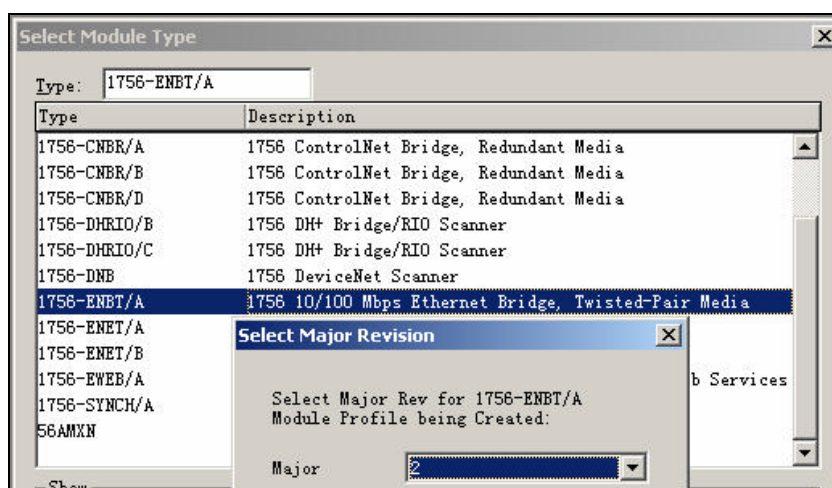 Select Module Type
Type: 1756-ENBT/A
Type Description
1756-CNBR/A 1756 ControlNet Bridge, Redundant Media
1756-CNBR/B 1756 ControlNet Bridge, Redundant Media
1756-CNBR/D 1756 ControlNet Bridge, Redundant Media
1756-DHRIO/B 1756 DH+ Bridge/RIO Scanner
1756-DHRIO/C 1756 DH+ Bridge/RIO Scanner
1756-DNB 1756 DeviceNet Scanner
1756-ENBT/A 1756 10/100 Mbps Ethernet Bridge, Twisted-Pair Media
1756-ENET/A
1756-ENET/B
1756-EWEB/A b Services
1756-SYNCH/A
56AMXN
Select Major Revision
Select Major Rev for 1756-ENBT/A
Module Profile being Created:
Major 2
Show